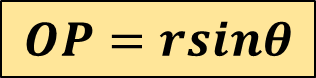 OP = rsinθ